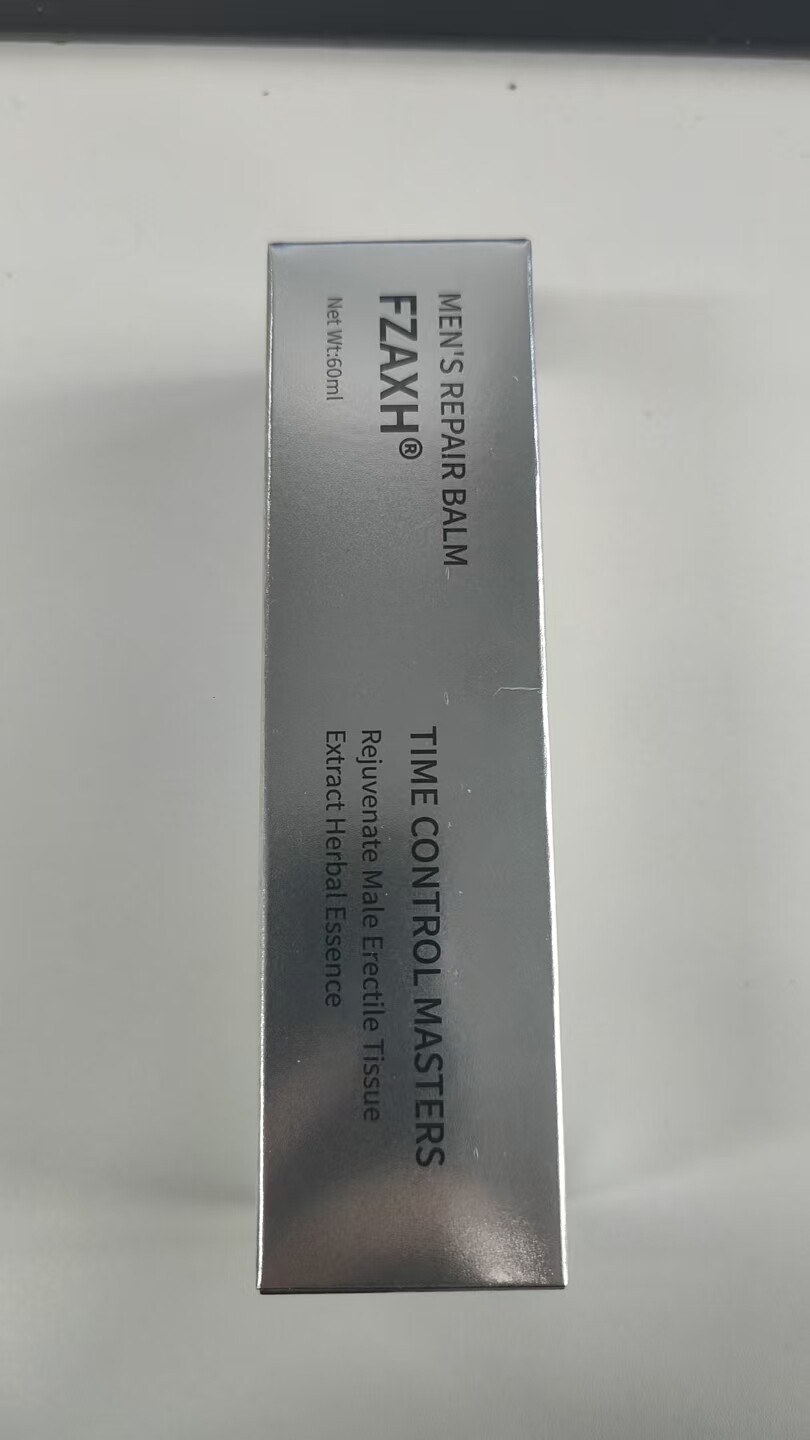 MEN'S REPAIR BALM
FZAXH®
Net Wt:60ml
TIME CONTROL MASTERS
Rejuvenate Male Erectile Tissue
Extract Herbal Essence